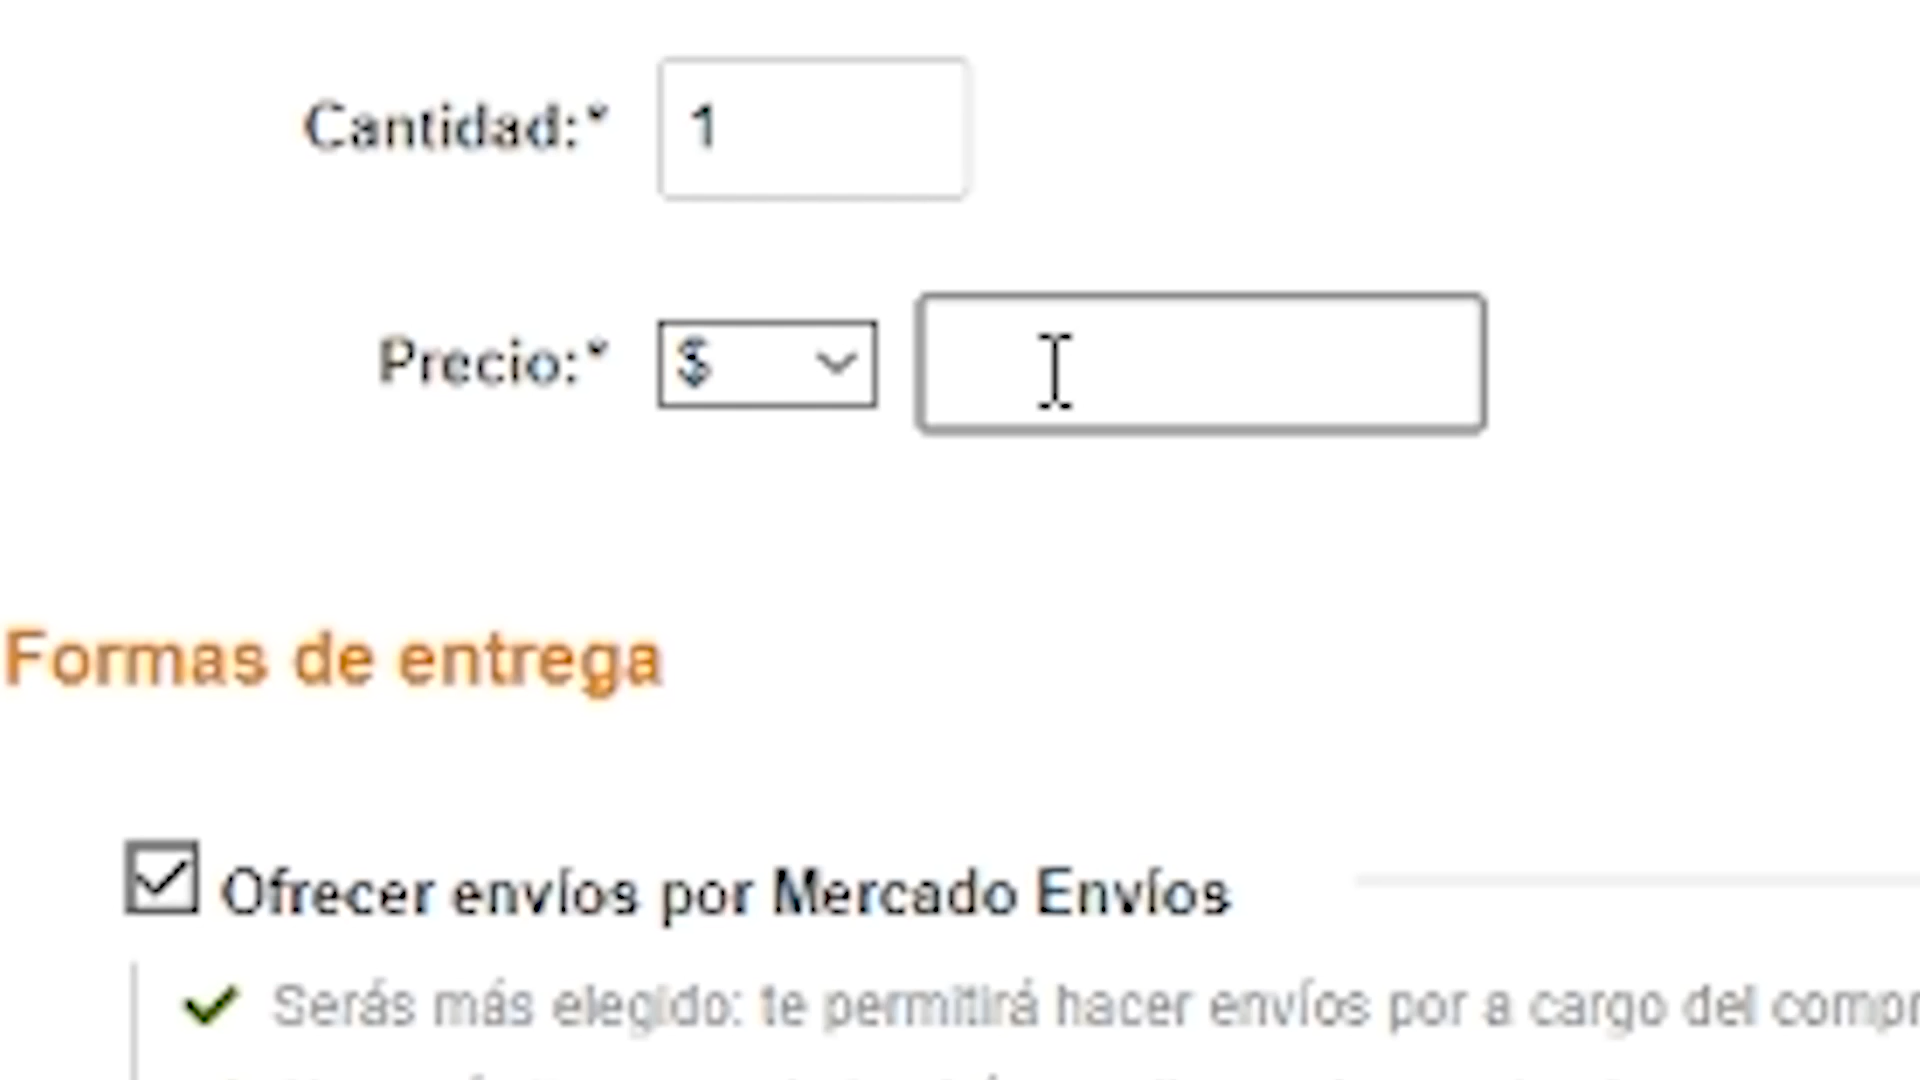 Cantidad:* 1
Precio:* $
Formas de entrega
Ofrecer envíos por Mercado Envíos
Serás más elegido: te permitirá hacer envíos por a cargo del compr